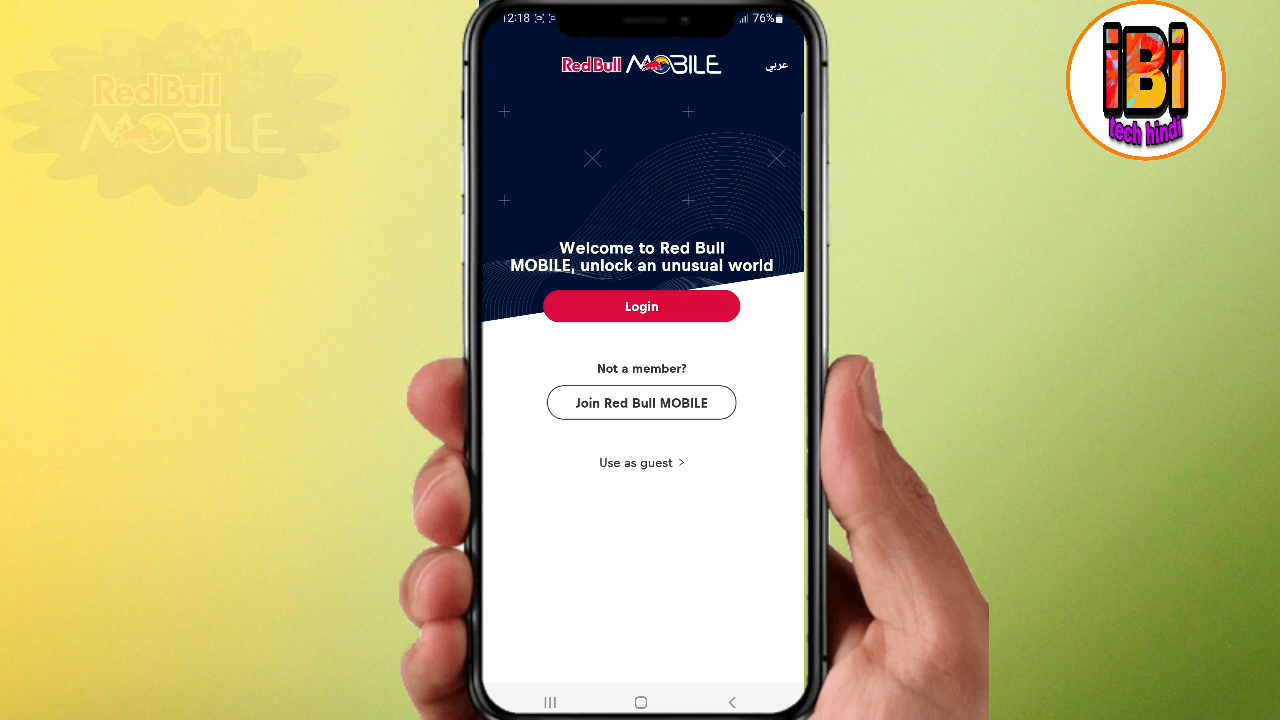 12:18
76%
Red Bull MOBILE
عربي
Red Bull
MOBILE
iBi
tech hindi
Welcome to Red Bull
MOBILE, unlock an unusual world
Login
Not a member?
Join Red Bull MOBILE
Use as guest >